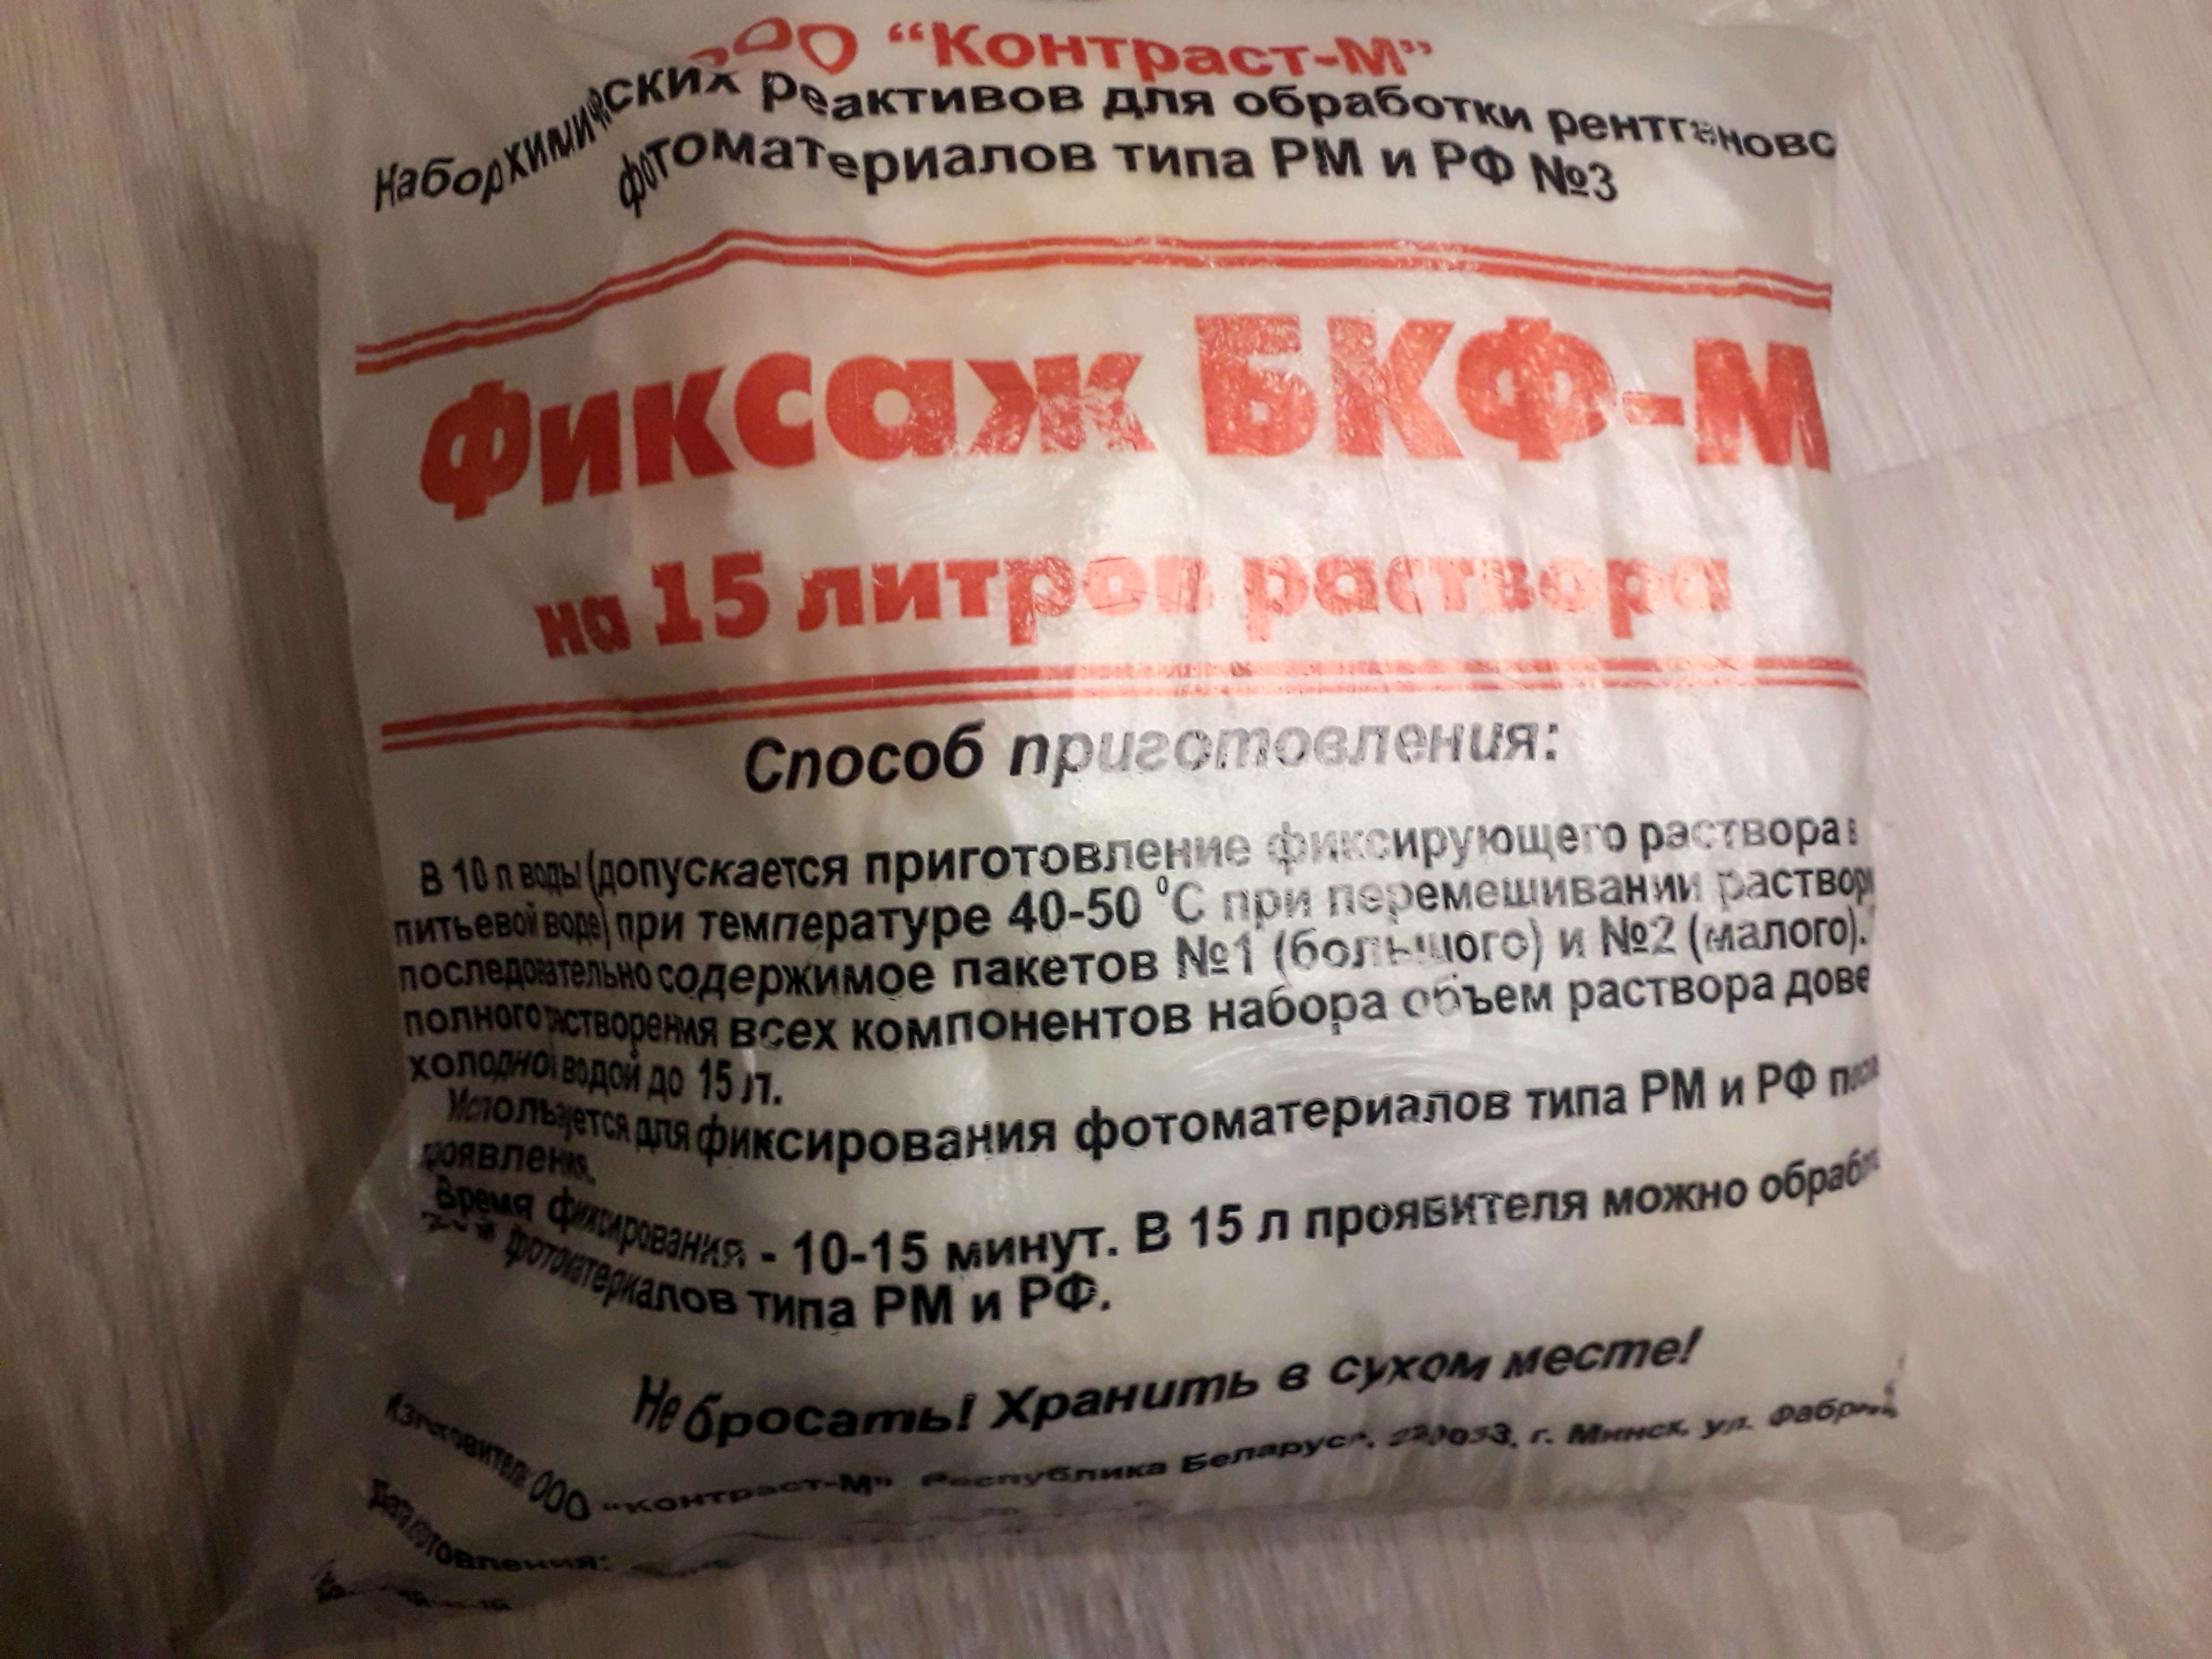 ООО “Контраст-М”
Набор химических реактивов для обработки рентгеновс
фотоматериалов типа РМ и РФ №3
Фиксаж БКФ-М
на 15 литров раствора
Способ приготовления:
В 10 л воды (допускается приготовление фиксирующего раствора в
питьевой воде) при температуре 40-50 °С при перемешивании раствор
последовательно содержимое пакетов №1 (большого) и №2 (малого).
полного растворения всех компонентов набора объем раствора дове
холодной водой до 15 л.
Используется для фиксирования фотоматериалов типа РМ и РФ после
проявления.
Время фиксирования - 10-15 минут. В 15 л проявителя можно обрабо
фотоматериалов типа РМ и РФ.
Не бросать! Хранить в сухом месте!
Изготовитель: ООО “Контраст-М” Республика Беларусь, г. Минск, ул.